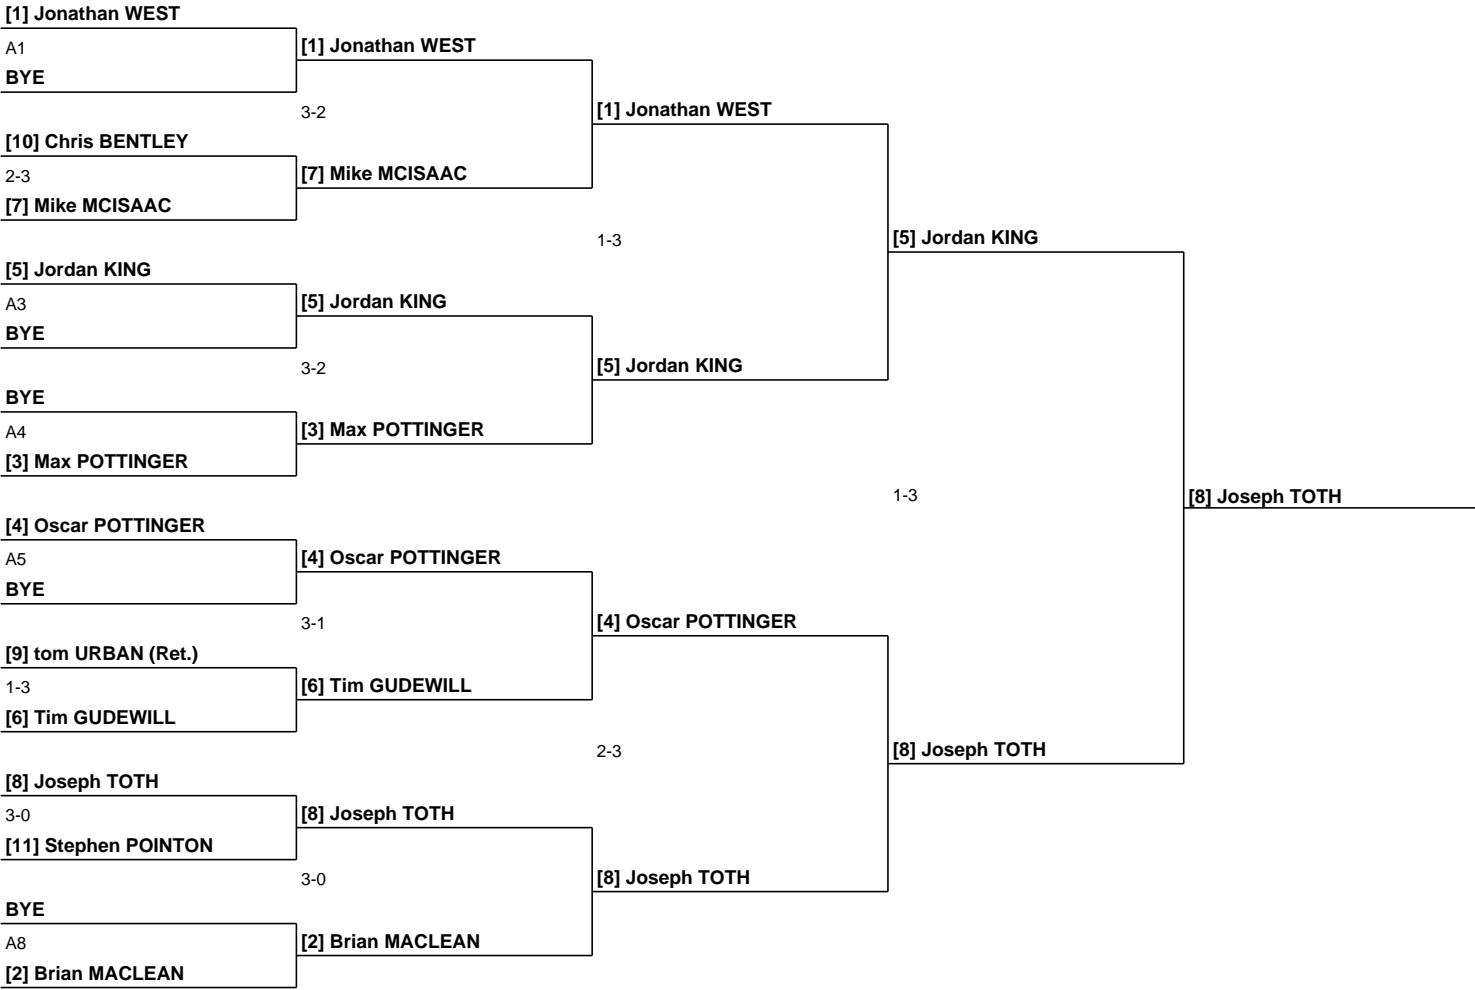 [1] Jonathan WEST
A1
BYE
[10] Chris BENTLEY
2-3
[7] Mike MCISAAC
[5] Jordan KING
A3
BYE
BYE
A4
[3] Max POTTINGER
[4] Oscar POTTINGER
A5
BYE
[9] tom URBAN (Ret.)
1-3
[6] Tim GUDEWILL
[8] Joseph TOTH
3-0
[11] Stephen POINTON
BYE
A8
[2] Brian MACLEAN
[1] Jonathan WEST
3-2
[7] Mike MCISAAC
[5] Jordan KING
3-2
[3] Max POTTINGER
[4] Oscar POTTINGER
3-1
[6] Tim GUDEWILL
[8] Joseph TOTH
3-0
[2] Brian MACLEAN
[1] Jonathan WEST
1-3
[5] Jordan KING
[4] Oscar POTTINGER
2-3
[8] Joseph TOTH
[5] Jordan KING
1-3
[8] Joseph TOTH
[8] Joseph TOTH